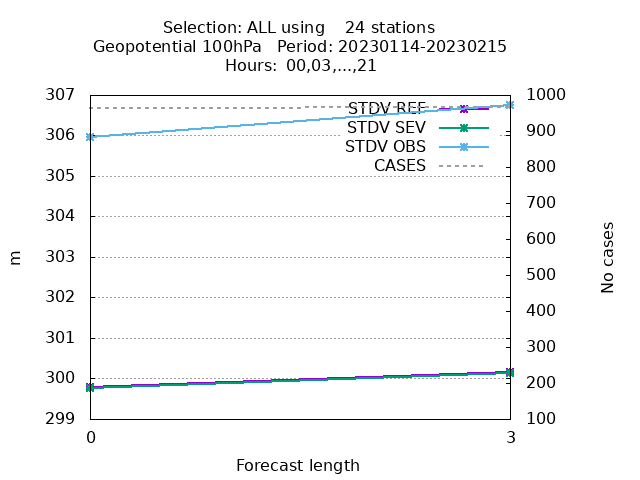 Selection: ALL using    24 stations
Geopotential 100hPa   Period: 20230114-20230215
Hours: 00,03,...,21
307 1000
STDV REF
STDV SEV
306 900
STDV OBS
CASES 800
305
700
304
600
303
m
No cases
500
302
400
301
300
300
200
299 100
0 3
Forecast length